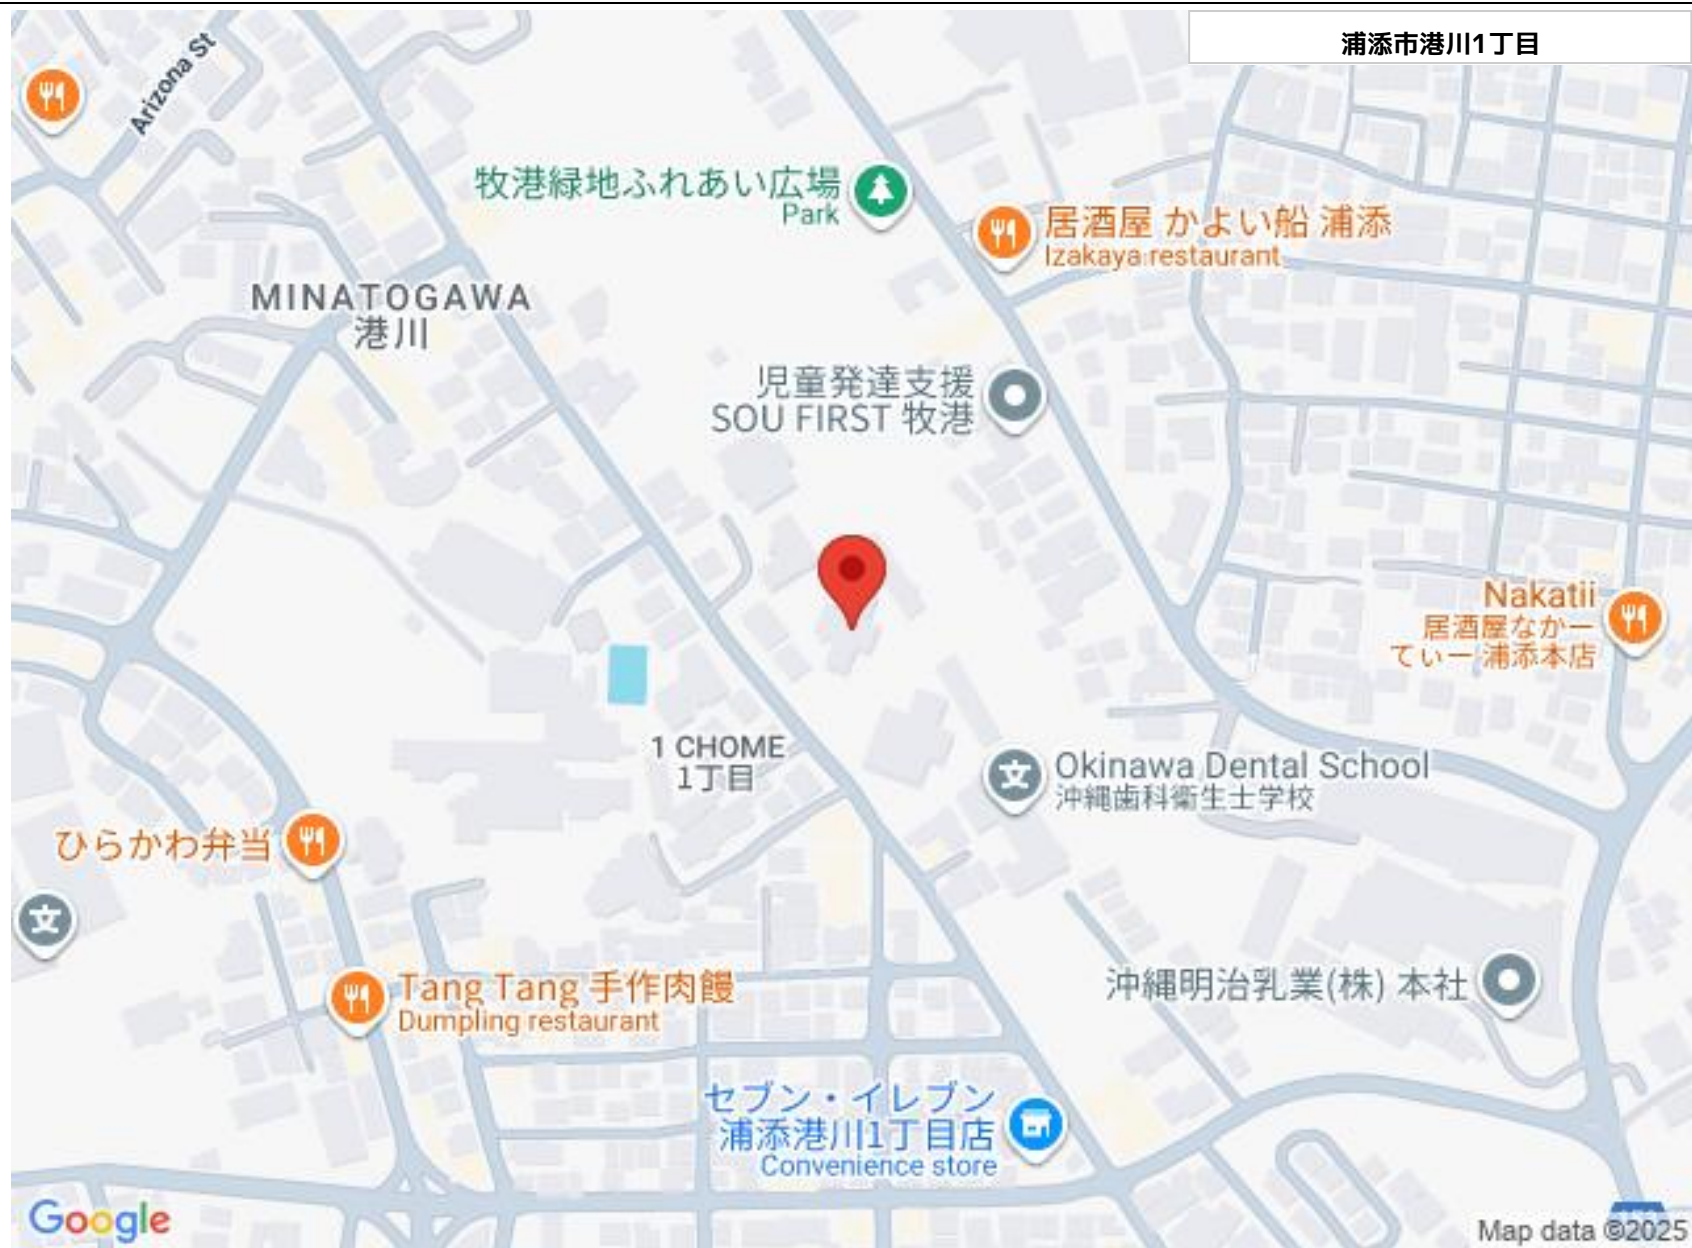 浦添市港川1丁目
Arizona St
牧港緑地ふれあい広場
Park
居酒屋 かよい船 浦添
Izakaya restaurant
MINATOGAWA
港川
児童発達支援
SOU FIRST 牧港
Nakatii
居酒屋なかー
てぃー 浦添本店
1 CHOME
1丁目
Okinawa Dental School
沖縄歯科衛生士学校
ひらかわ弁当
文
文
Tang Tang 手作肉饅
Dumpling restaurant
沖縄明治乳業(株) 本社
セブン・イレブン
浦添港川1丁目店
Convenience store
Google
Map data ©2025